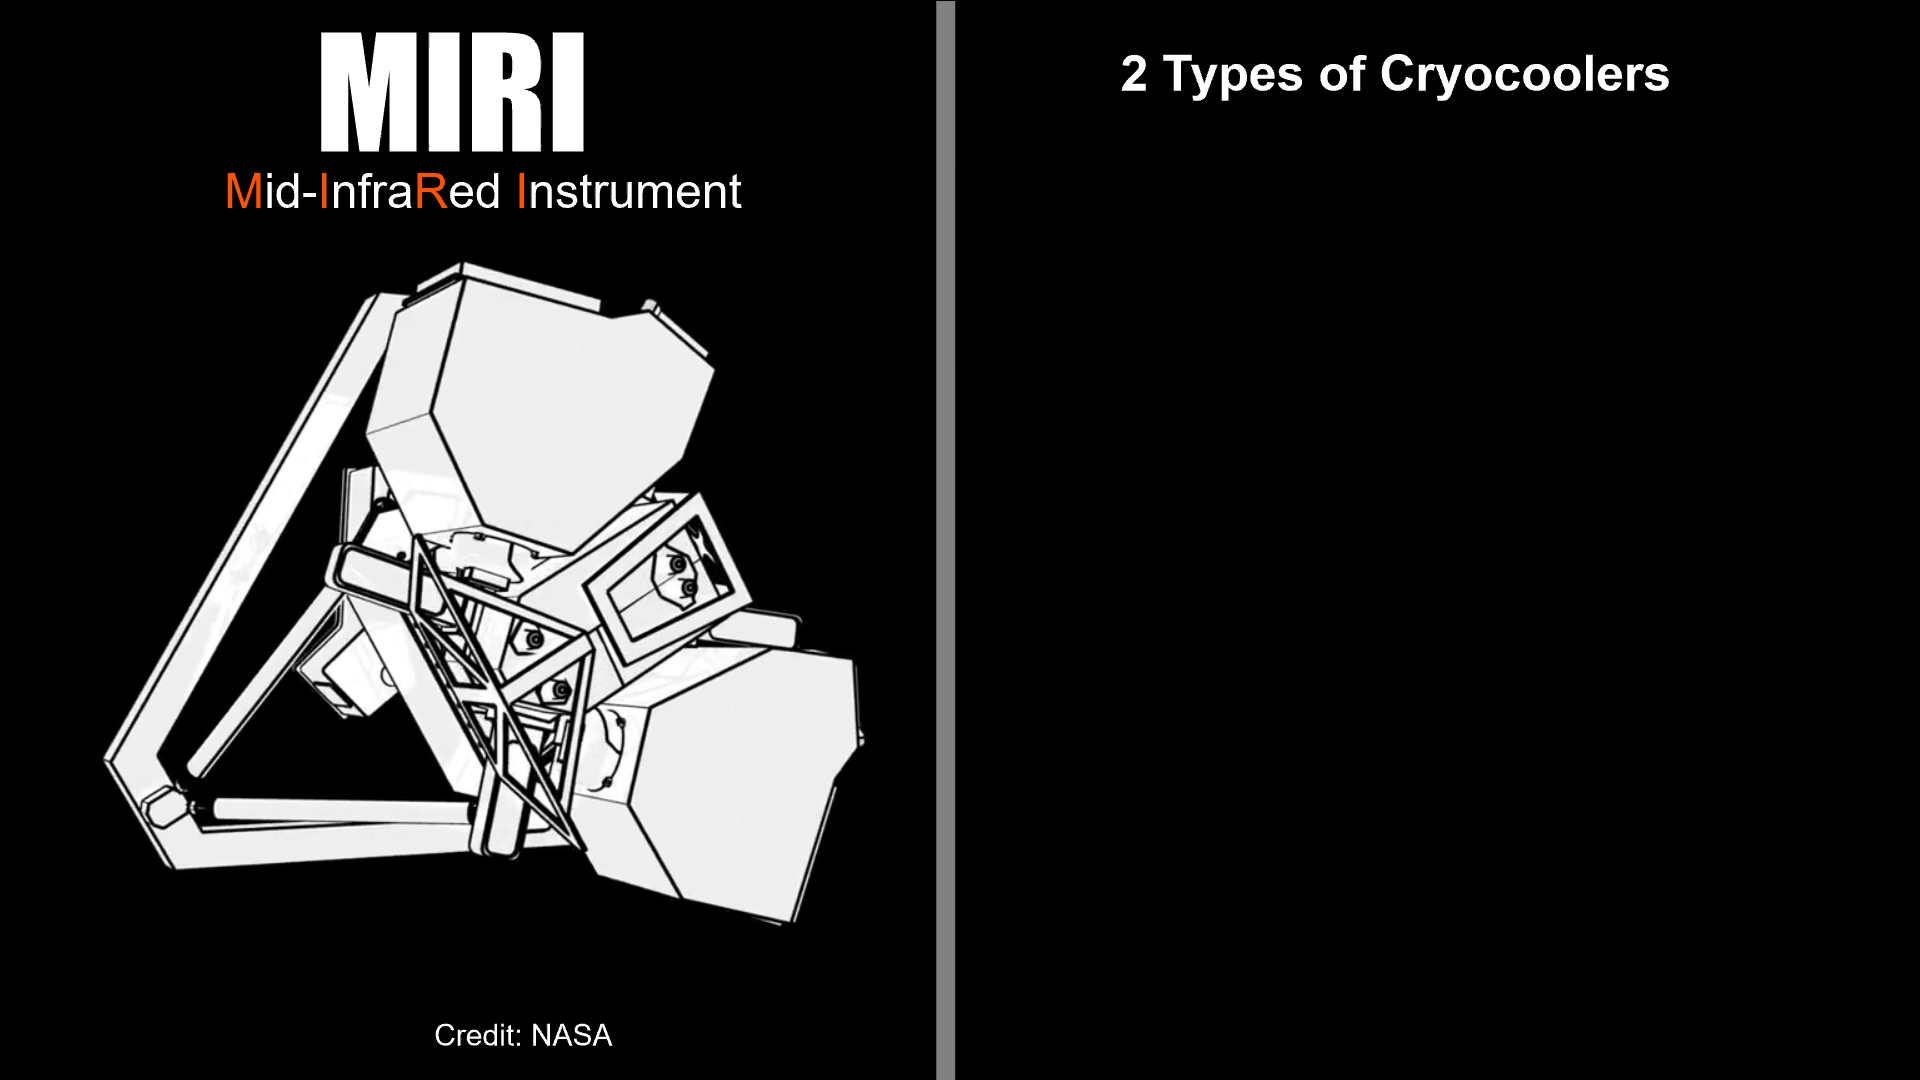 MIRI
Mid-InfraRed Instrument
Credit: NASA
2 Types of Cryocoolers